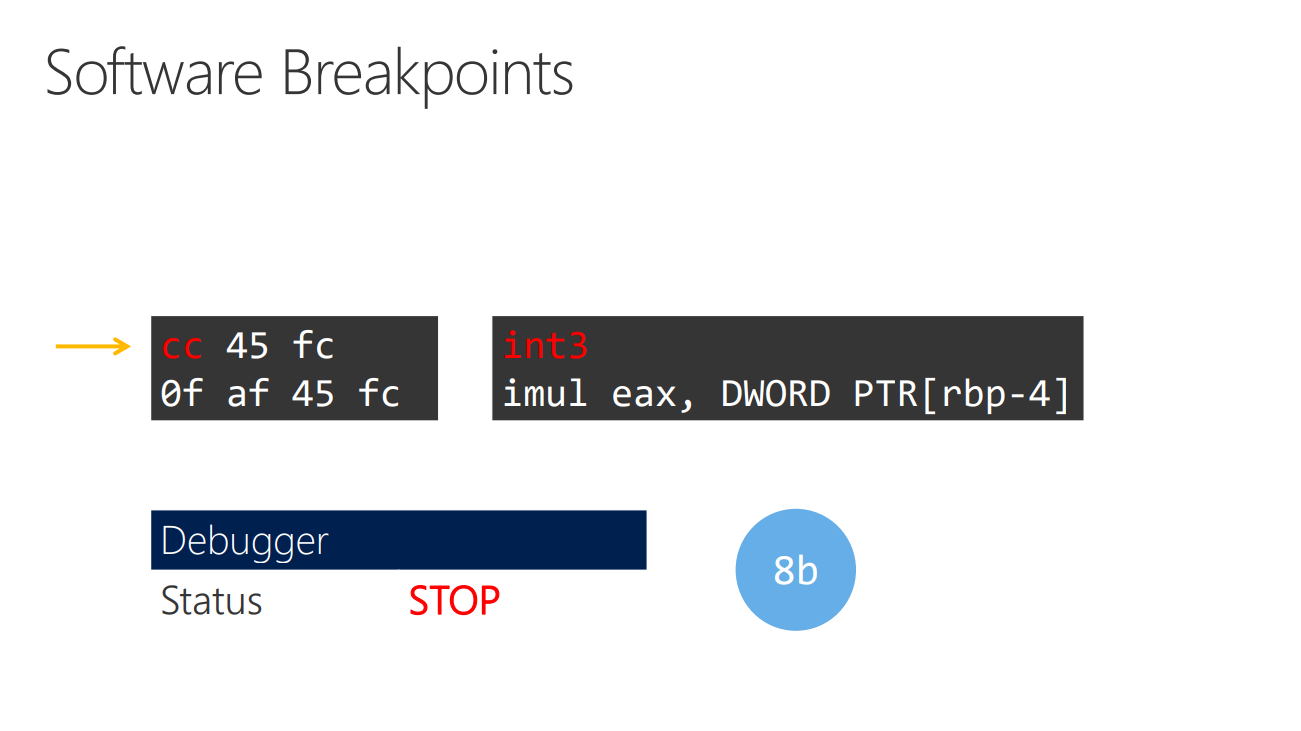 Software Breakpoints
cc 45 fc
0f af 45 fc
int3
imul eax, DWORD PTR[rbp-4]
Debugger
Status STOP
8b